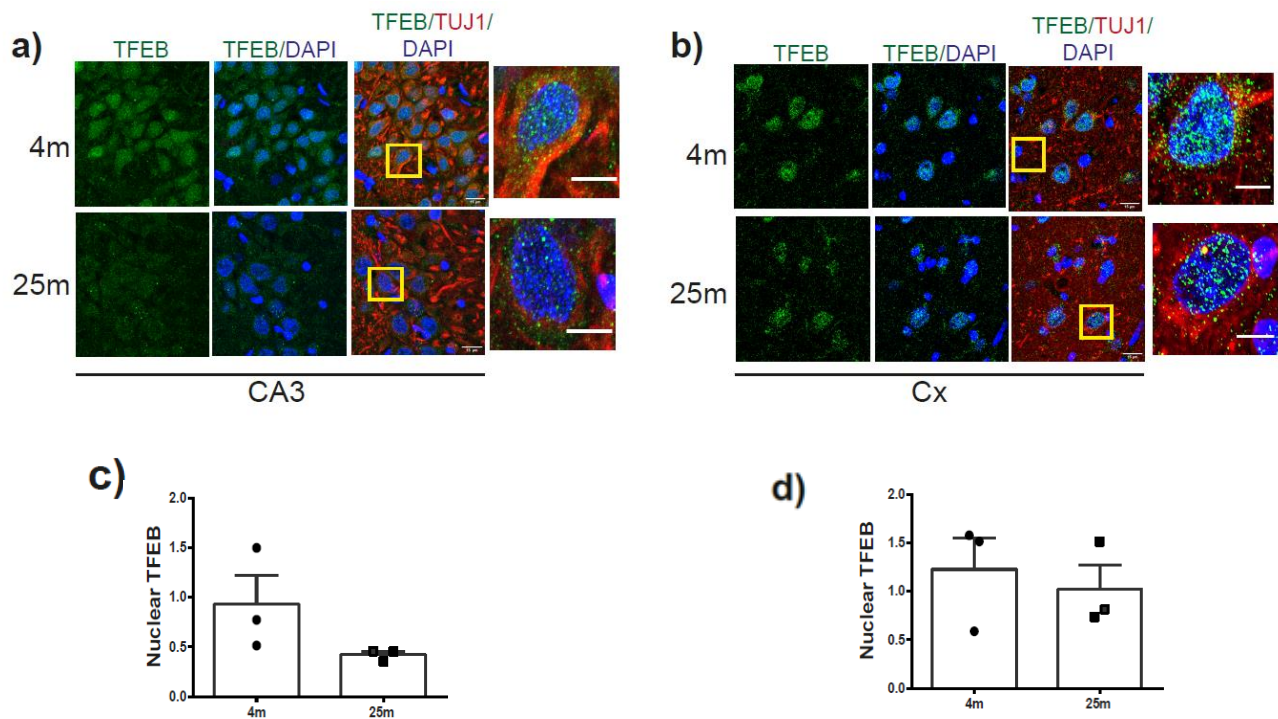 a)
TFEB
TFEB/DAPI
TFEB/TUJ1/
DAPI
4m
25m
CA3
b)
TFEB
TFEB/DAPI
TFEB/TUJ1/
DAPI
4m
25m
Cx
c)
Nuclear TFEB
2.0
1.5
1.0
0.5
0.0
4m
25m
d)
Nuclear TFEB
2.0
1.5
1.0
0.5
0.0
4m
25m